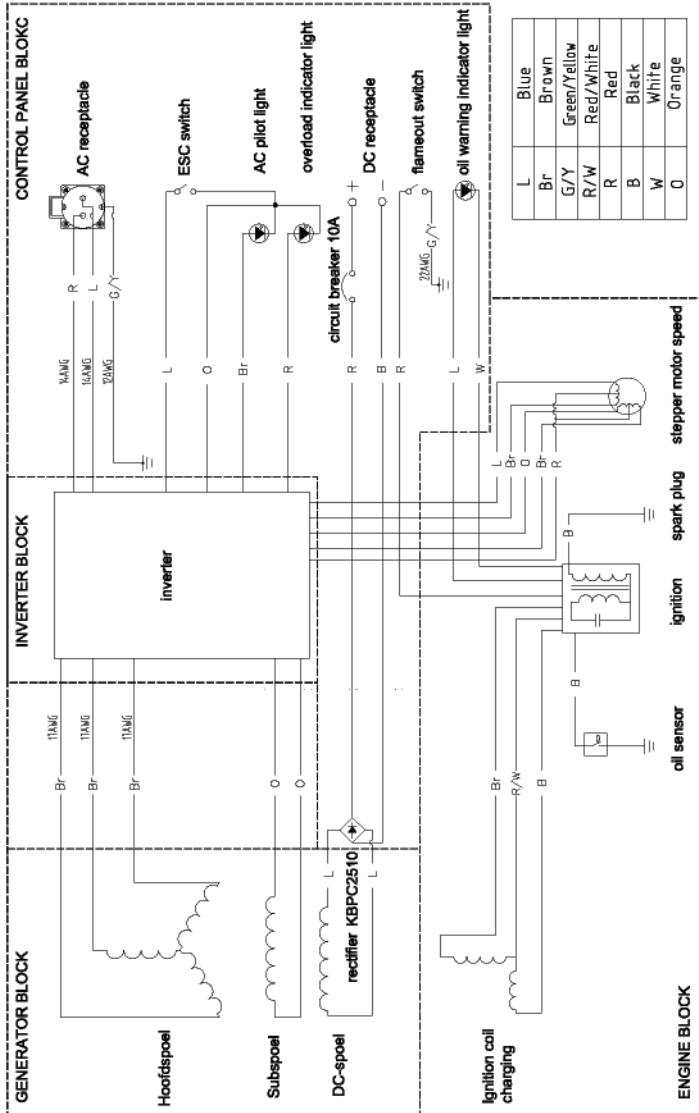 GENERATOR BLOCK
Hoofdspoel
Subspoel
DC-spoel
Br
11AWG
Br
11AWG
Br
11AWG
O
O
L
L
rectifier KBPC2510
INVERTER BLOCK
inverter
CONTROL PANEL BLOKC
14AWG
R
14AWG
L
12AWG
G/Y
AC receptacle
L
ESC switch
O
Br
AC pilot light
R
overload indicator light
circuit breaker 10A
R
+
DC receptacle
B
−
R
flameout switch
22AWG
G/Y
L
oil warning indicator light
W
ENGINE BLOCK
Ignition coil
charging
Br
R/W
B
B
oil sensor
ignition
B
spark plug
L
Br
O
Br
R
stepper motor speed
L Blue
Br Brown
G/Y Green/Yellow
R/W Red/White
R Red
B Black
W White
O Orange